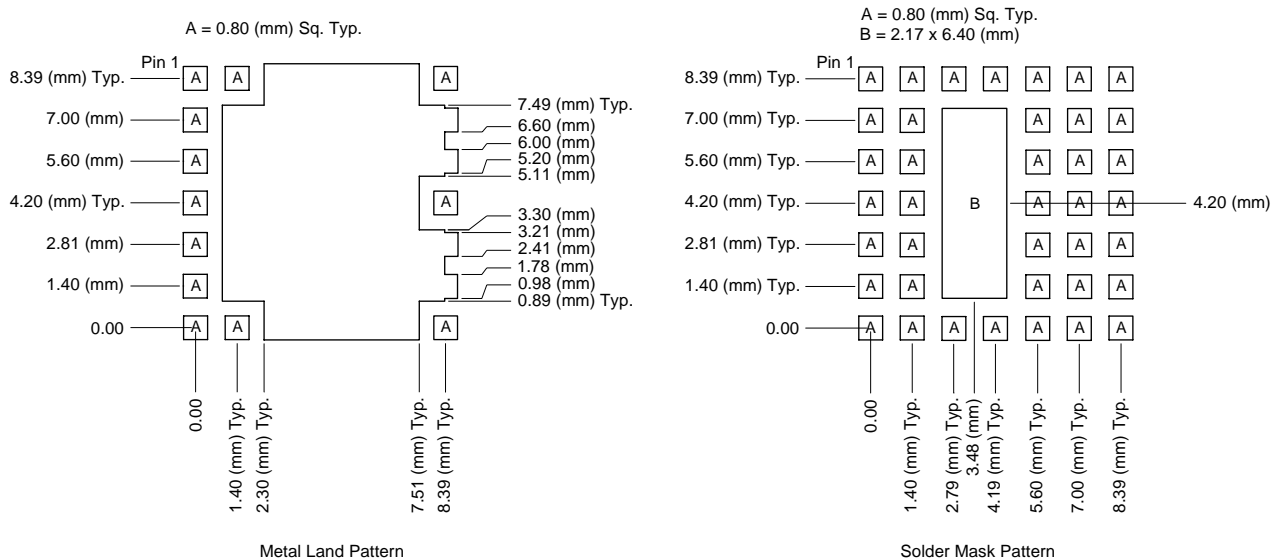 A = 0.80 (mm) Sq. Typ.
Pin 1
8.39 (mm) Typ.
A A A
7.00 (mm)
A
5.60 (mm)
A
4.20 (mm) Typ.
A A
2.81 (mm)
A
1.40 (mm)
A
0.00
A A A
7.49 (mm) Typ.
6.60 (mm)
6.00 (mm)
5.20 (mm)
5.11 (mm)
3.30 (mm)
3.21 (mm)
2.41 (mm)
1.78 (mm)
0.98 (mm)
0.89 (mm) Typ.
0.00
1.40 (mm) Typ.
2.30 (mm) Typ.
7.51 (mm) Typ.
8.39 (mm) Typ.
Metal Land Pattern
A = 0.80 (mm) Sq. Typ.
B = 2.17 x 6.40 (mm)
Pin 1
8.39 (mm) Typ.
A A A A A A A
7.00 (mm) Typ.
A A A A A
5.60 (mm) Typ.
A A A A A
4.20 (mm) Typ.
A A B A A A
4.20 (mm)
2.81 (mm) Typ.
A A A A A
1.40 (mm) Typ.
A A A A A
0.00
A A A A A A A
0.00
1.40 (mm) Typ.
2.79 (mm) Typ.
3.48 (mm)
4.19 (mm) Typ.
5.60 (mm) Typ.
7.00 (mm) Typ.
8.39 (mm) Typ.
Solder Mask Pattern